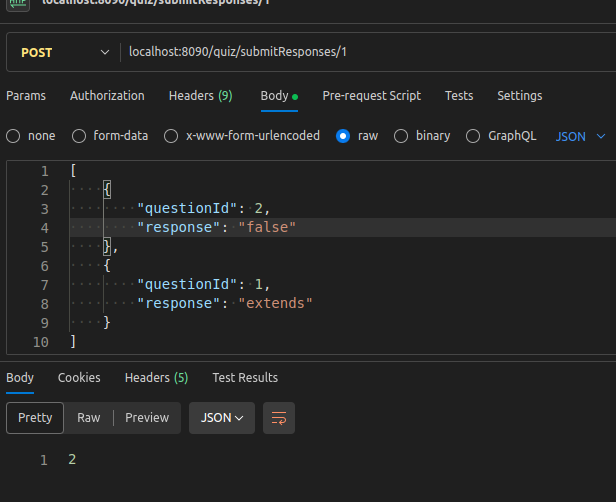 HTTP localhost:8090/quiz/submitResponses/1
POST localhost:8090/quiz/submitResponses/1
Params Authorization Headers (9) Body Pre-request Script Tests Settings
none form-data x-www-form-urlencoded raw binary GraphQL JSON
1 [
2 {
3 "questionId": 2,
4 "response": "false"
5 },
6 {
7 "questionId": 1,
8 "response": "extends"
9 }
10 ]
Body Cookies Headers (5) Test Results
Pretty Raw Preview JSON
1 2